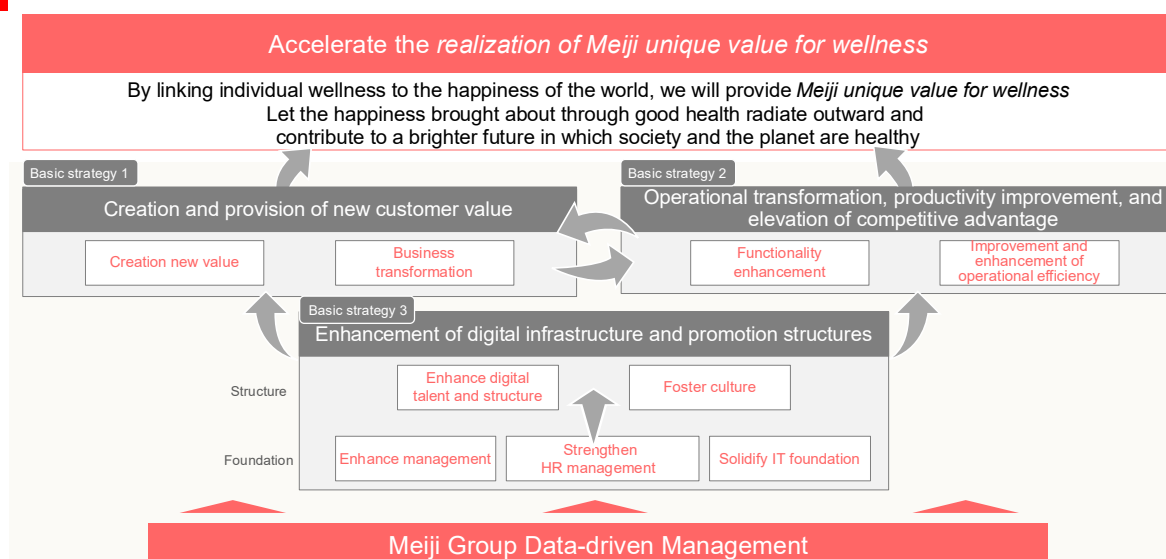 Accelerate the realization of Meiji unique value for wellness
By linking individual wellness to the happiness of the world, we will provide Meiji unique value for wellness
Let the happiness brought about through good health radiate outward and
contribute to a brighter future in which society and the planet are healthy
Basic strategy 1
Creation and provision of new customer value
Creation new value
Business
transformation
Basic strategy 2
Operational transformation, productivity improvement, and
elevation of competitive advantage
Functionality
enhancement
Improvement and
enhancement of
operational efficiency
Basic strategy 3
Enhancement of digital infrastructure and promotion structures
Structure
Enhance digital
talent and structure
Foster culture
Foundation
Enhance management
Strengthen
HR management
Solidify IT foundation
Meiji Group Data-driven Management